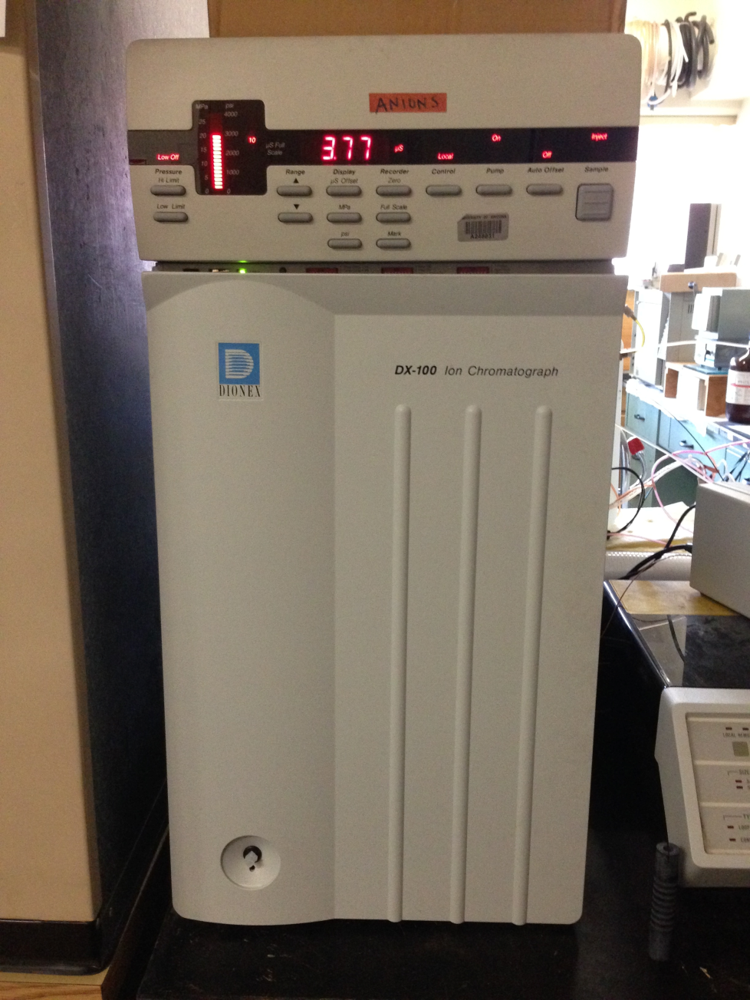 ANIONS
MPa psi
4000
25
20 3000
15 2000
10 1000
5
0 0
10
µS Full
Scale
3.77 µS
Low Off
Local
On
Off
Inject
Pressure
Hi Limit
Low Limit
Range
Display
µS Offset
MPa
psi
Recorder
Zero
Full Scale
Mark
Control
Pump
Auto Offset
Sample
DIONEX
DX-100 Ion Chromatograph
LOCAL